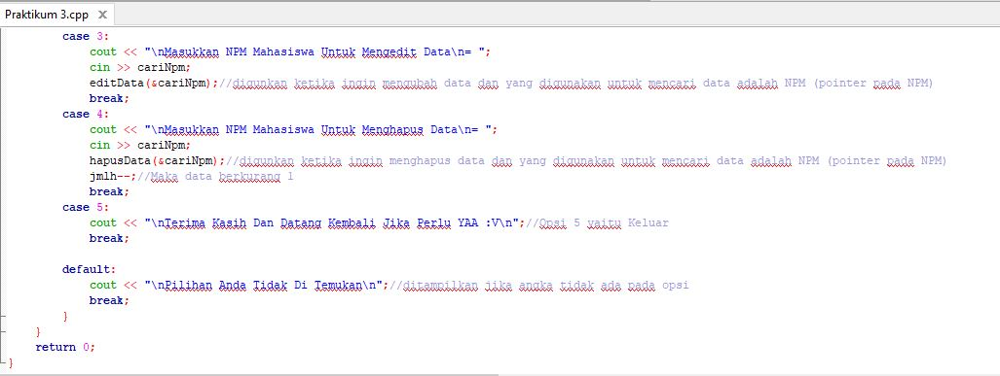 Praktikum 3.cpp X
case 3:
cout << "\nMasukkan NPM Mahasiswa Untuk Mengedit Data\n= ";
cin >> cariNpm;
editData(&cariNpm);//digunkan ketika ingin mengubah data dan yang digunakan untuk mencari data adalah NPM (pointer pada NPM)
break;
case 4:
cout << "\nMasukkan NPM Mahasiswa Untuk Menghapus Data\n= ";
cin >> cariNpm;
hapusData(&cariNpm);//digunkan ketika ingin menghapus data dan yang digunakan untuk mencari data adalah NPM (pointer pada NPM)
jmlh--;//Maka data berkurang 1
break;
case 5:
cout << "\nTerima Kasih Dan Datang Kembali Jika Perlu YAA :V\n";//Opsi 5 yaitu Keluar
break;
default:
cout << "\nPilihan Anda Tidak Di Temukan\n";//ditampilkan jika angka tidak ada pada opsi
break;
}
}
return 0;
}